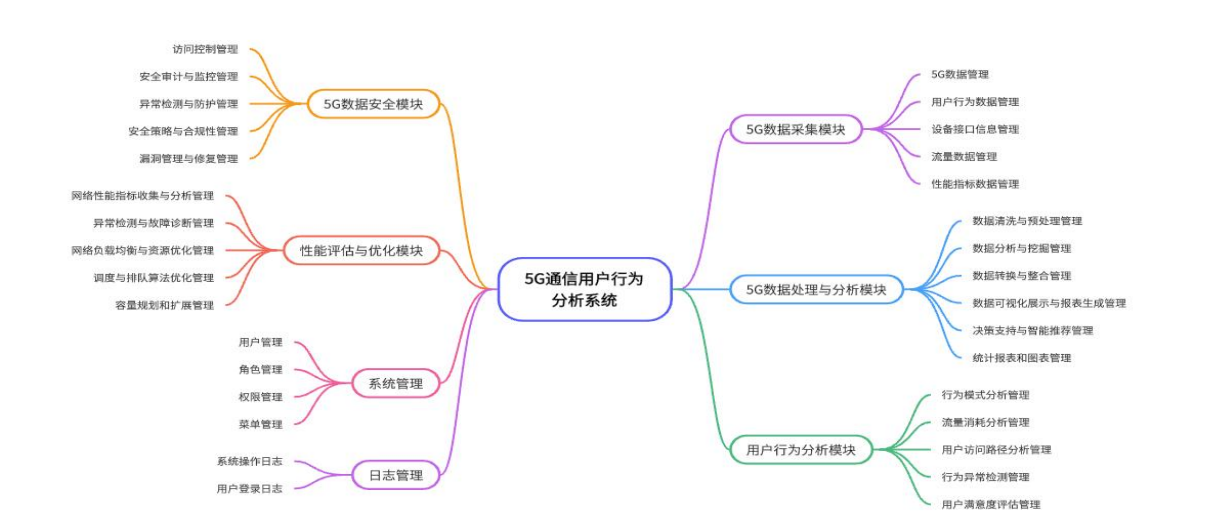 5G通信用户行为
分析系统
5G数据安全模块
访问控制管理
安全审计与监控管理
异常检测与防护管理
安全策略与合规性管理
漏洞管理与修复管理
性能评估与优化模块
网络性能指标收集与分析管理
异常检测与故障诊断管理
网络负载均衡与资源优化管理
调度与排队算法优化管理
容量规划和扩展管理
系统管理
用户管理
角色管理
权限管理
菜单管理
日志管理
系统操作日志
用户登录日志
5G数据采集模块
5G数据管理
用户行为数据管理
设备接口信息管理
流量数据管理
性能指标数据管理
5G数据处理与分析模块
数据清洗与预处理管理
数据分析与挖掘管理
数据转换与整合管理
数据可视化展示与报表生成管理
决策支持与智能推荐管理
统计报表和图表管理
用户行为分析模块
行为模式分析管理
流量消耗分析管理
用户访问路径分析管理
行为异常检测管理
用户满意度评估管理